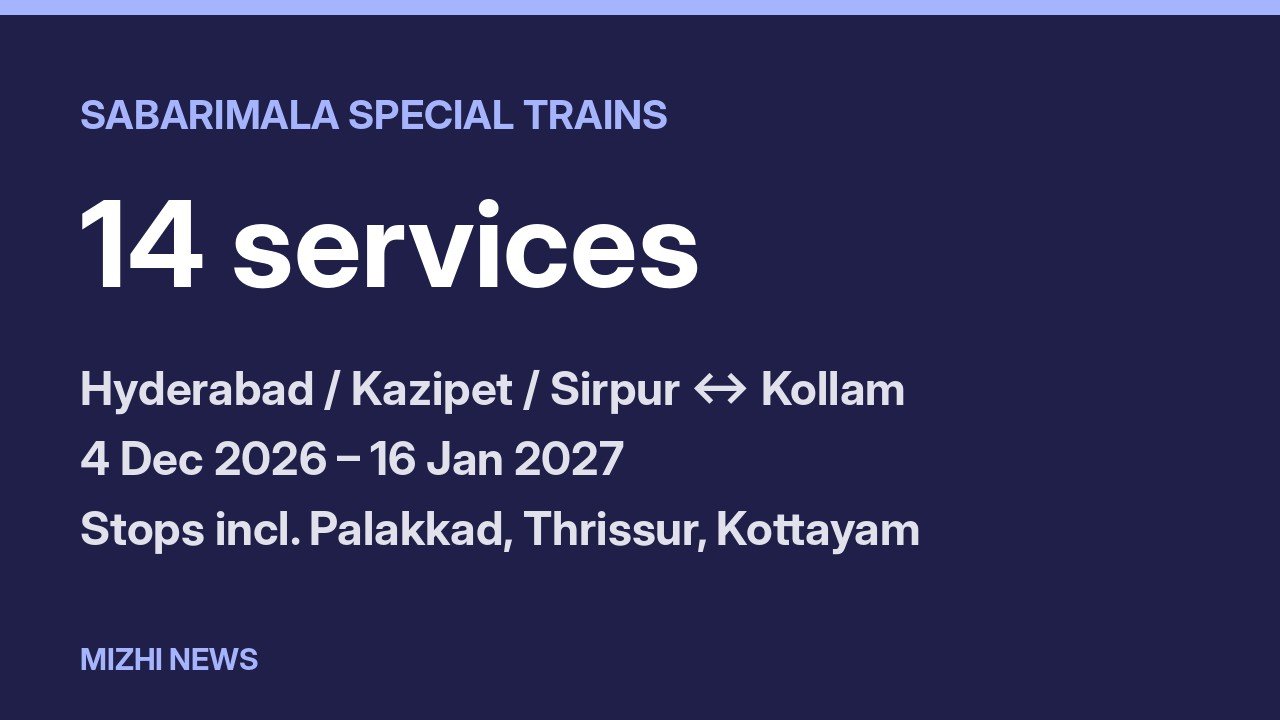 SABARIMALA SPECIAL TRAINS
14 services
Hyderabad / Kazipet / Sirpur ↔ Kollam
4 Dec 2026 – 16 Jan 2027
Stops incl. Palakkad, Thrissur, Kottayam
MIZHI NEWS